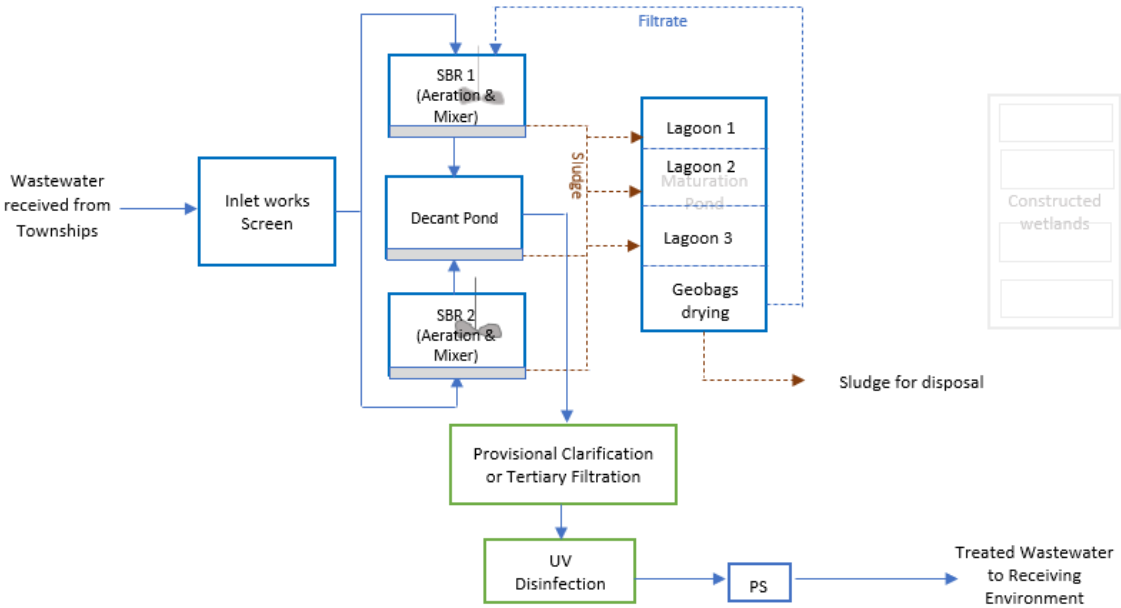 Filtrate
SBR 1
(Aeration &
Mixer)
Wastewater
received from
Townships
Inlet works
Screen
Decant Pond
SBR 2
(Aeration &
Mixer)
Sludge
Lagoon 1
Lagoon 2
Maturation
Pond
Lagoon 3
Geobags
drying
Constructed
wetlands
Sludge for disposal
Provisional Clarification
or Tertiary Filtration
UV
Disinfection
PS
Treated Wastewater
to Receiving
Environment